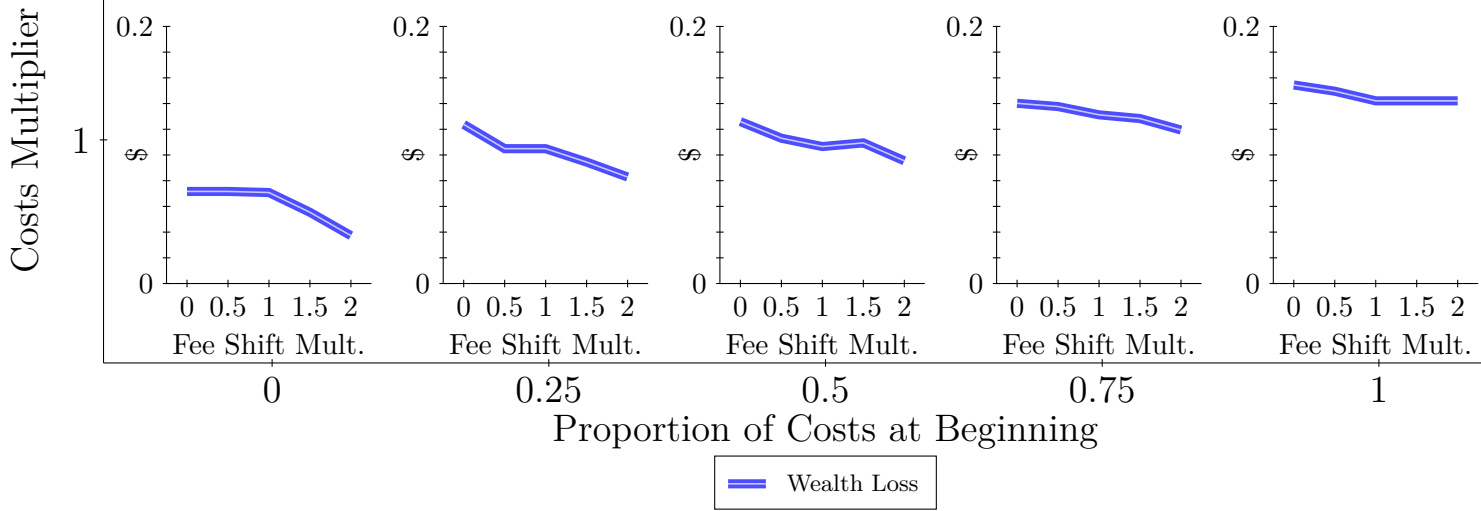 Costs Multiplier
1
0.2
$
0
0 0.5 1 1.5 2
Fee Shift Mult.
0.2
$
0
0 0.5 1 1.5 2
Fee Shift Mult.
0.2
$
0
0 0.5 1 1.5 2
Fee Shift Mult.
0.2
$
0
0 0.5 1 1.5 2
Fee Shift Mult.
0.2
$
0
0 0.5 1 1.5 2
Fee Shift Mult.
0 0.25 0.5 0.75 1
Proportion of Costs at Beginning
Wealth Loss